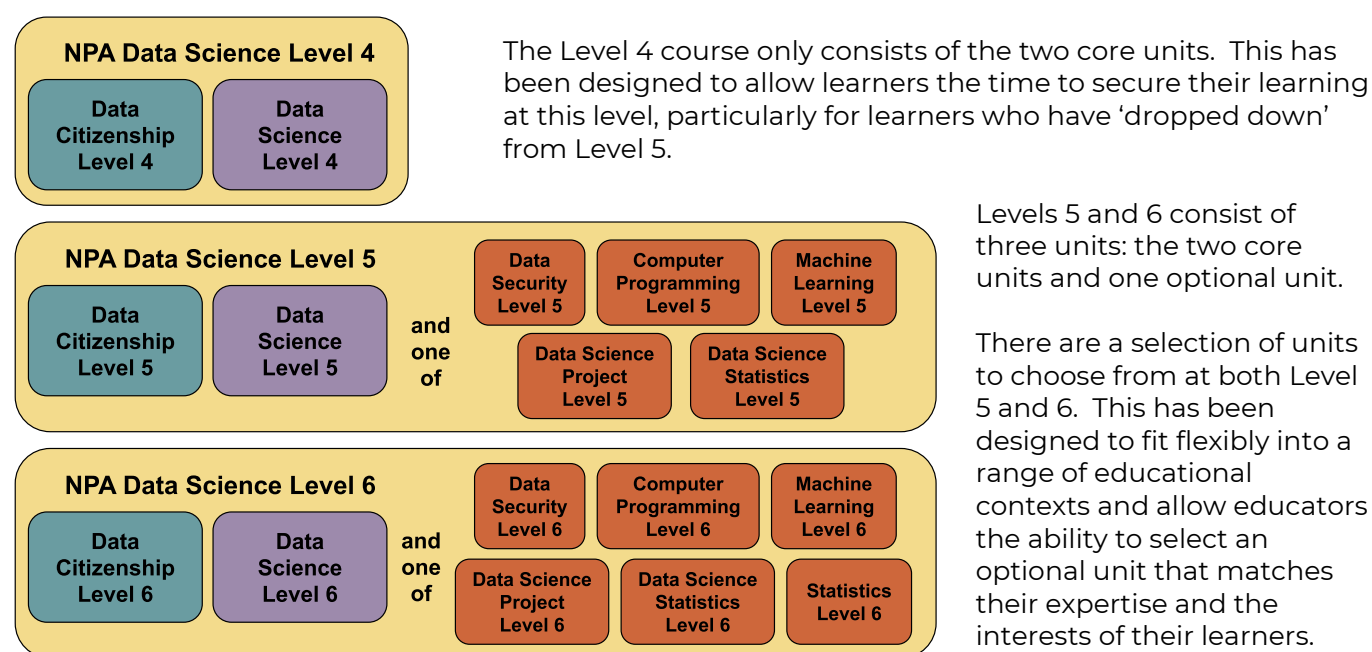 NPA Data Science Level 4
Data
Citizenship
Level 4
Data
Science
Level 4
The Level 4 course only consists of the two core units.  This has
been designed to allow learners the time to secure their learning
at this level, particularly for learners who have ‘dropped down’
from Level 5.
NPA Data Science Level 5
Data
Citizenship
Level 5
Data
Science
Level 5
and
one
of
Data
Security
Level 5
Computer
Programming
Level 5
Machine
Learning
Level 5
Data Science
Project
Level 5
Data Science
Statistics
Level 5
NPA Data Science Level 6
Data
Citizenship
Level 6
Data
Science
Level 6
and
one
of
Data
Security
Level 6
Computer
Programming
Level 6
Machine
Learning
Level 6
Data Science
Project
Level 6
Data Science
Statistics
Level 6
Statistics
Level 6
Levels 5 and 6 consist of
three units: the two core
units and one optional unit.
There are a selection of units
to choose from at both Level
5 and 6.  This has been
designed to fit flexibly into a
range of educational
contexts and allow educators
the ability to select an
optional unit that matches
their expertise and the
interests of their learners.